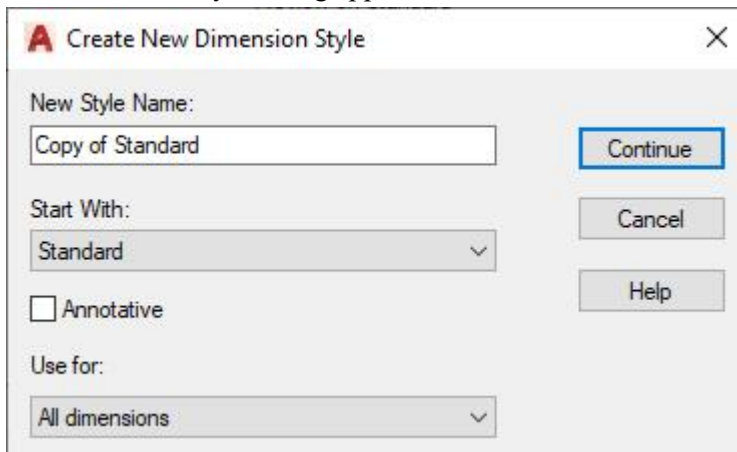 Create New Dimension Style
New Style Name:
Copy of Standard
Continue
Start With:
Cancel
Standard
Help
Annotative
Use for:
All dimensions